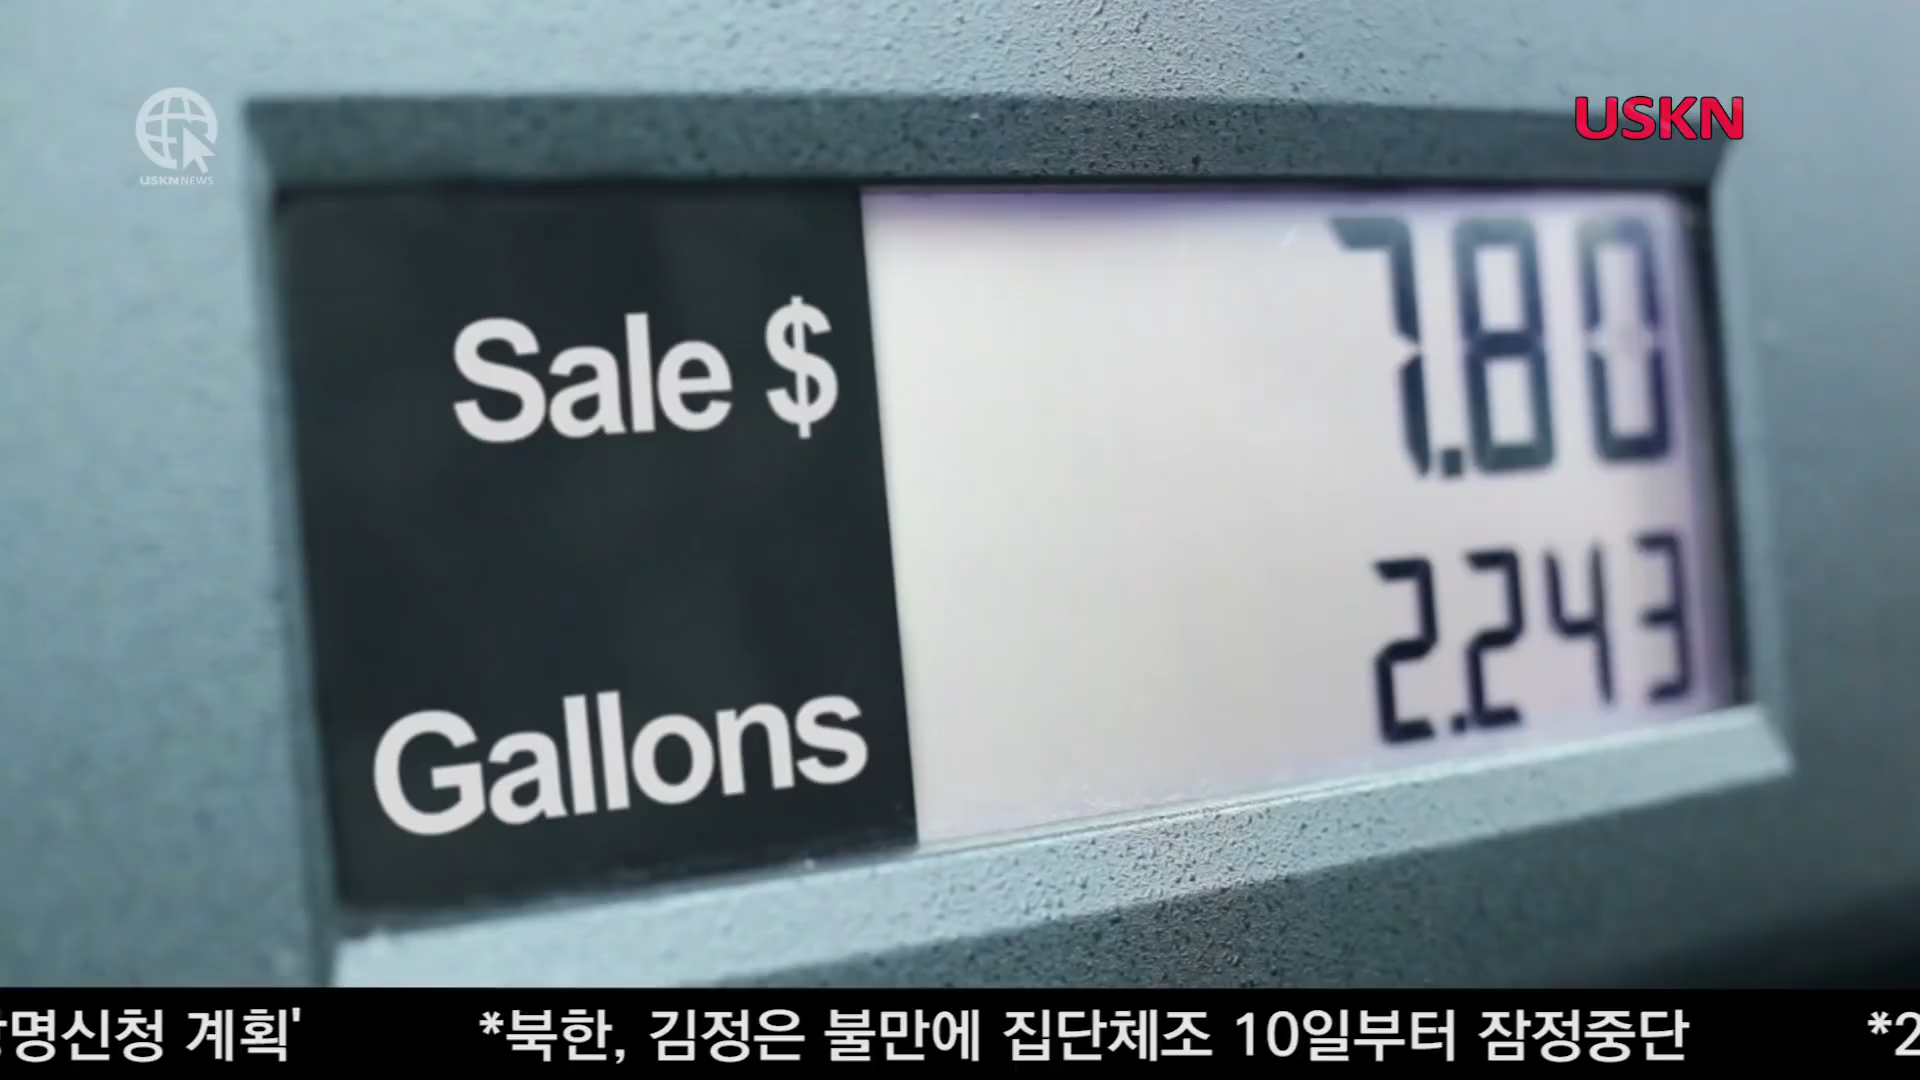 USKN
USKN NEWS
Sale $ 7.80
Gallons 2.243
명신청 계획'
*북한, 김정은 불만에 집단체조 10일부터 잠정중단
*2